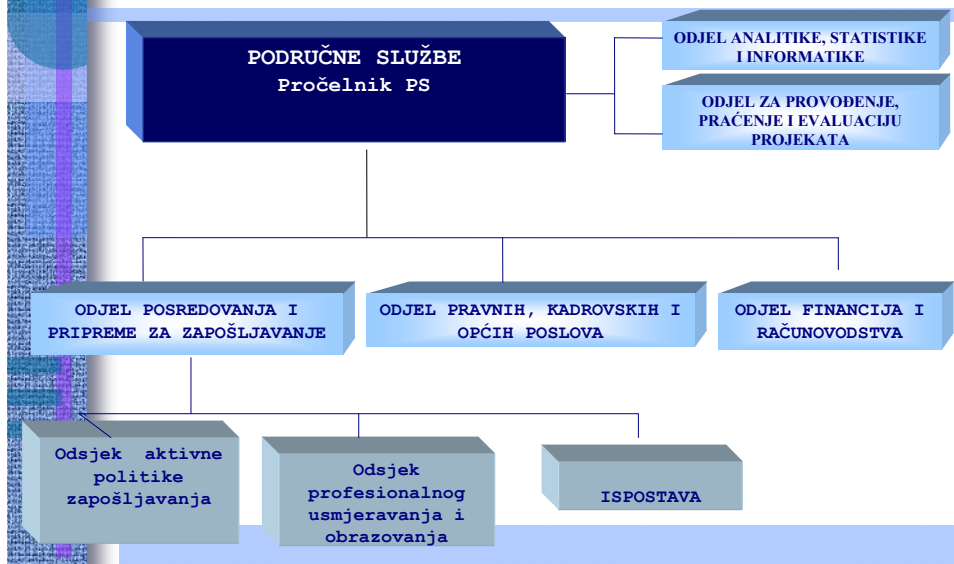 PODRUČNE SLUŽBE
Pročelnik PS
ODJEL ANALITIKE, STATISTIKE
I INFORMATIKE
ODJEL ZA PROVOĐENJE,
PRAĆENJE I EVALUACIJU
PROJEKATA
ODJEL POSREDOVANJA I
PRIPREME ZA ZAPOŠLJAVANJE
ODJEL PRAVNIH, KADROVSKIH I
OPĆIH POSLOVA
ODJEL FINANCIJA I
RAČUNOVODSTVA
Odsjek aktivne
politike
zapošljavanja
Odsjek
profesionalnog
usmjeravanja i
obrazovanja
ISPOSTAVA